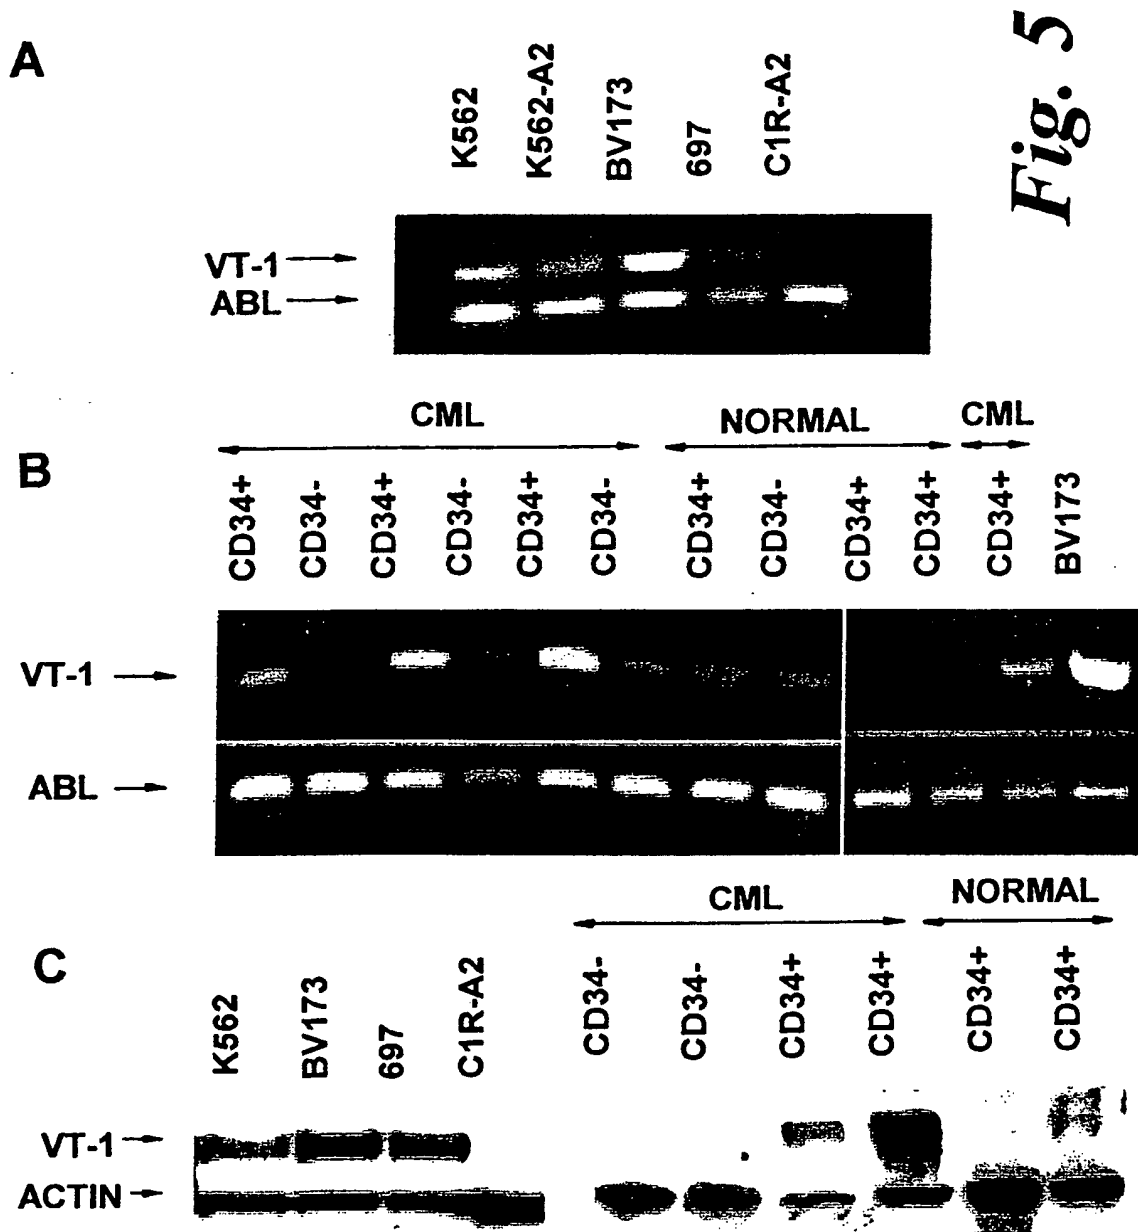 Fig. 5
A
K562
K562-A2
BV173
697
C1R-A2
VT-1
ABL
B
CML
NORMAL
CML
CD34+
CD34-
CD34+
CD34-
CD34+
CD34-
CD34+
CD34-
CD34+
CD34+
CD34+
BV173
VT-1
ABL
C
CML
NORMAL
K562
BV173
697
C1R-A2
CD34-
CD34-
CD34+
CD34+
CD34+
CD34+
VT-1
ACTIN